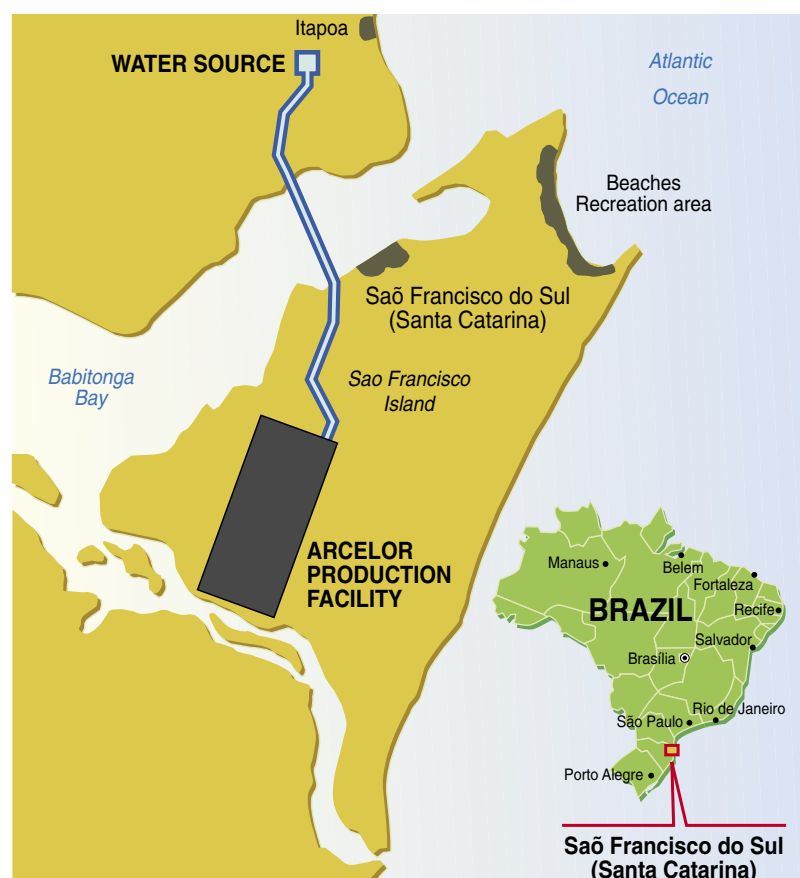 Itapoa
WATER SOURCE
Atlantic
Ocean
Beaches
Recreation area
Saõ Francisco do Sul
(Santa Catarina)
Babitonga
Bay
Sao Francisco
Island
ARCELOR
PRODUCTION
FACILITY
Manaus
Belem
Fortaleza
BRAZIL
Recife
Salvador
Brasília
Rio de Janeiro
São Paulo
Porto Alegre
Saõ Francisco do Sul
(Santa Catarina)